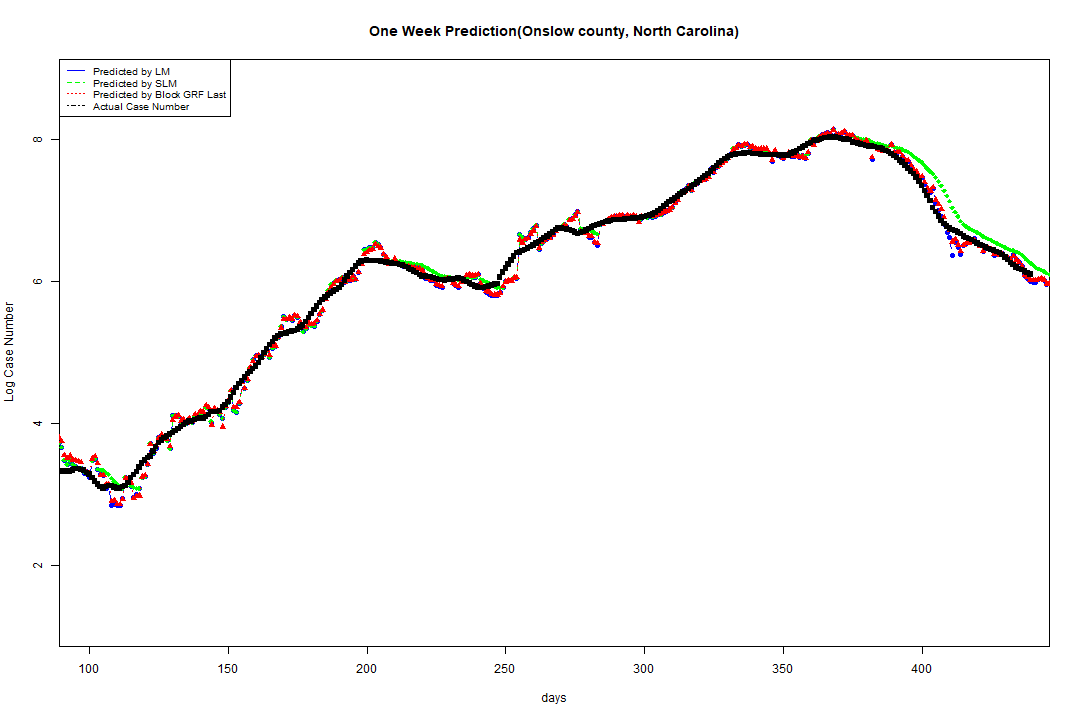 One Week Prediction(Onslow county, North Carolina)
Predicted by LM
Predicted by SLM
Predicted by Block GRF Last
Actual Case Number
Log Case Number
8
6
4
2
100 150 200 250 300 350 400
days